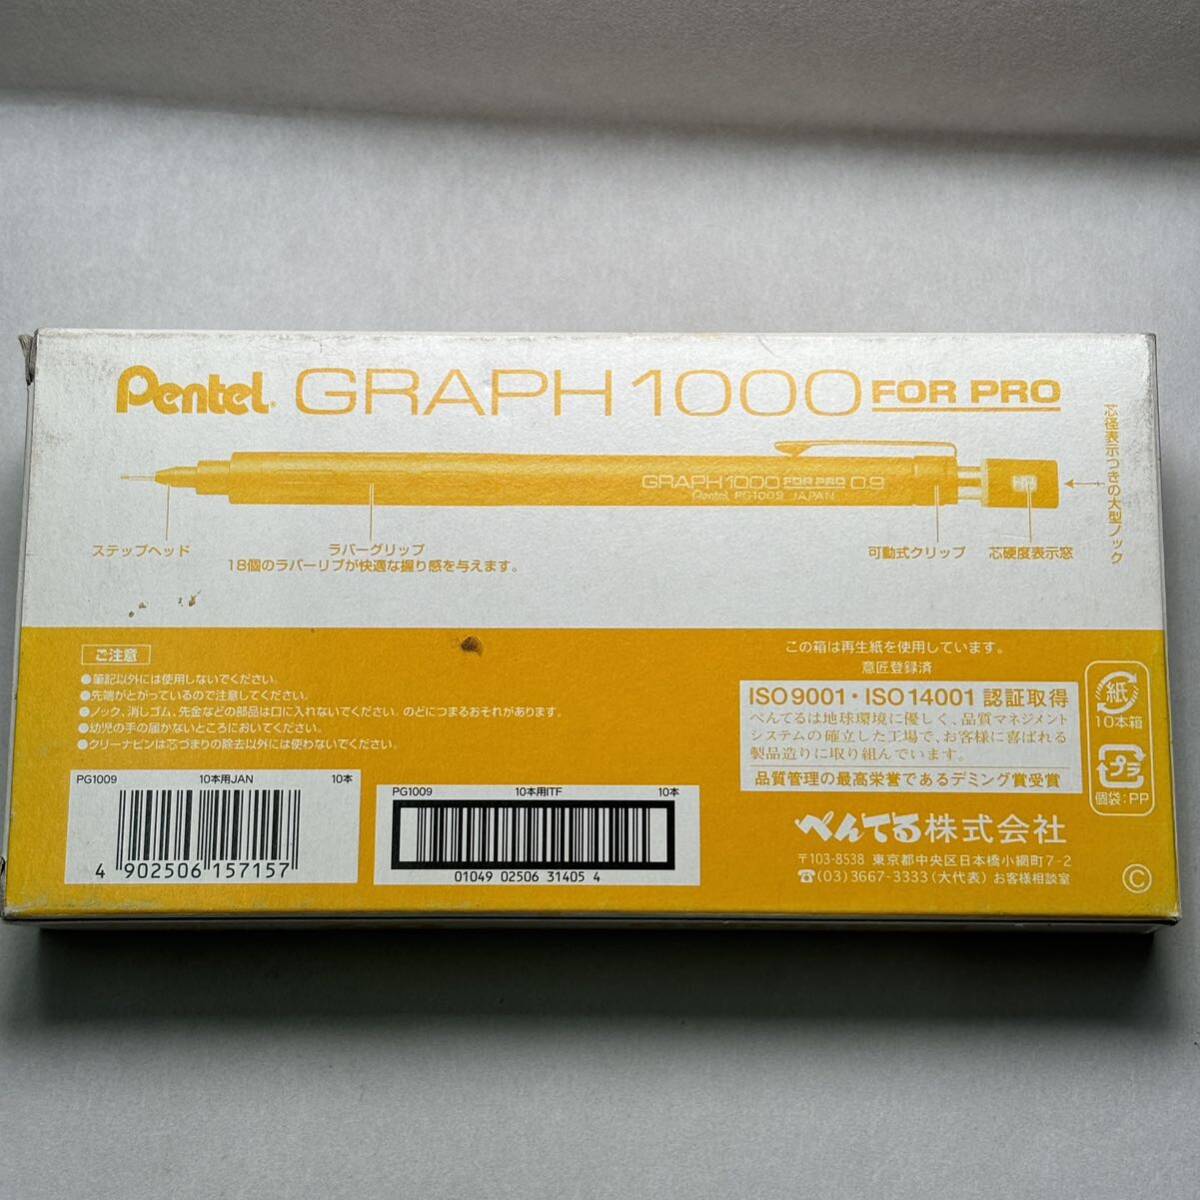 Pentel. GRAPH 1000 FOR PRO
芯径表示つきの大型ノック
GRAPH1000 FOR PRO 0.9
Pentel PG1009 JAPAN
ステップヘッド
ラバーグリップ
18個のラバーリブが快適な握り感を与えます。
可動式クリップ
芯硬度表示窓
ご注意
●筆記以外には使用しないでください。
●先端がとがっているので注意してください。
●ノック、消しゴム、先金などの部品は口に入れないでください。のどにつまるおそれがあります。
●幼児の手の届かないところにおいてください。
●クリーナピンは芯づまりの除去以外には使わないでください。
PG1009 10本用JAN 10本
4 902506 157157
PG1009 10本用ITF 10本
01049 02506 31405 4
この箱は再生紙を使用しています。
意匠登録済
ISO9001・ISO14001 認証取得
ぺんてるは地球環境に優しく、品質マネジメント
システムの確立した工場で、お客様に喜ばれる
製品造りに取り組んでいます。
品質管理の最高栄誉であるデミング賞受賞
ぺんてる株式会社
〒103-8538 東京都中央区日本橋小網町7-2
☎(03)3667-3333(大代表)お客様相談室
紙
10本箱
プラ
個袋:PP
©